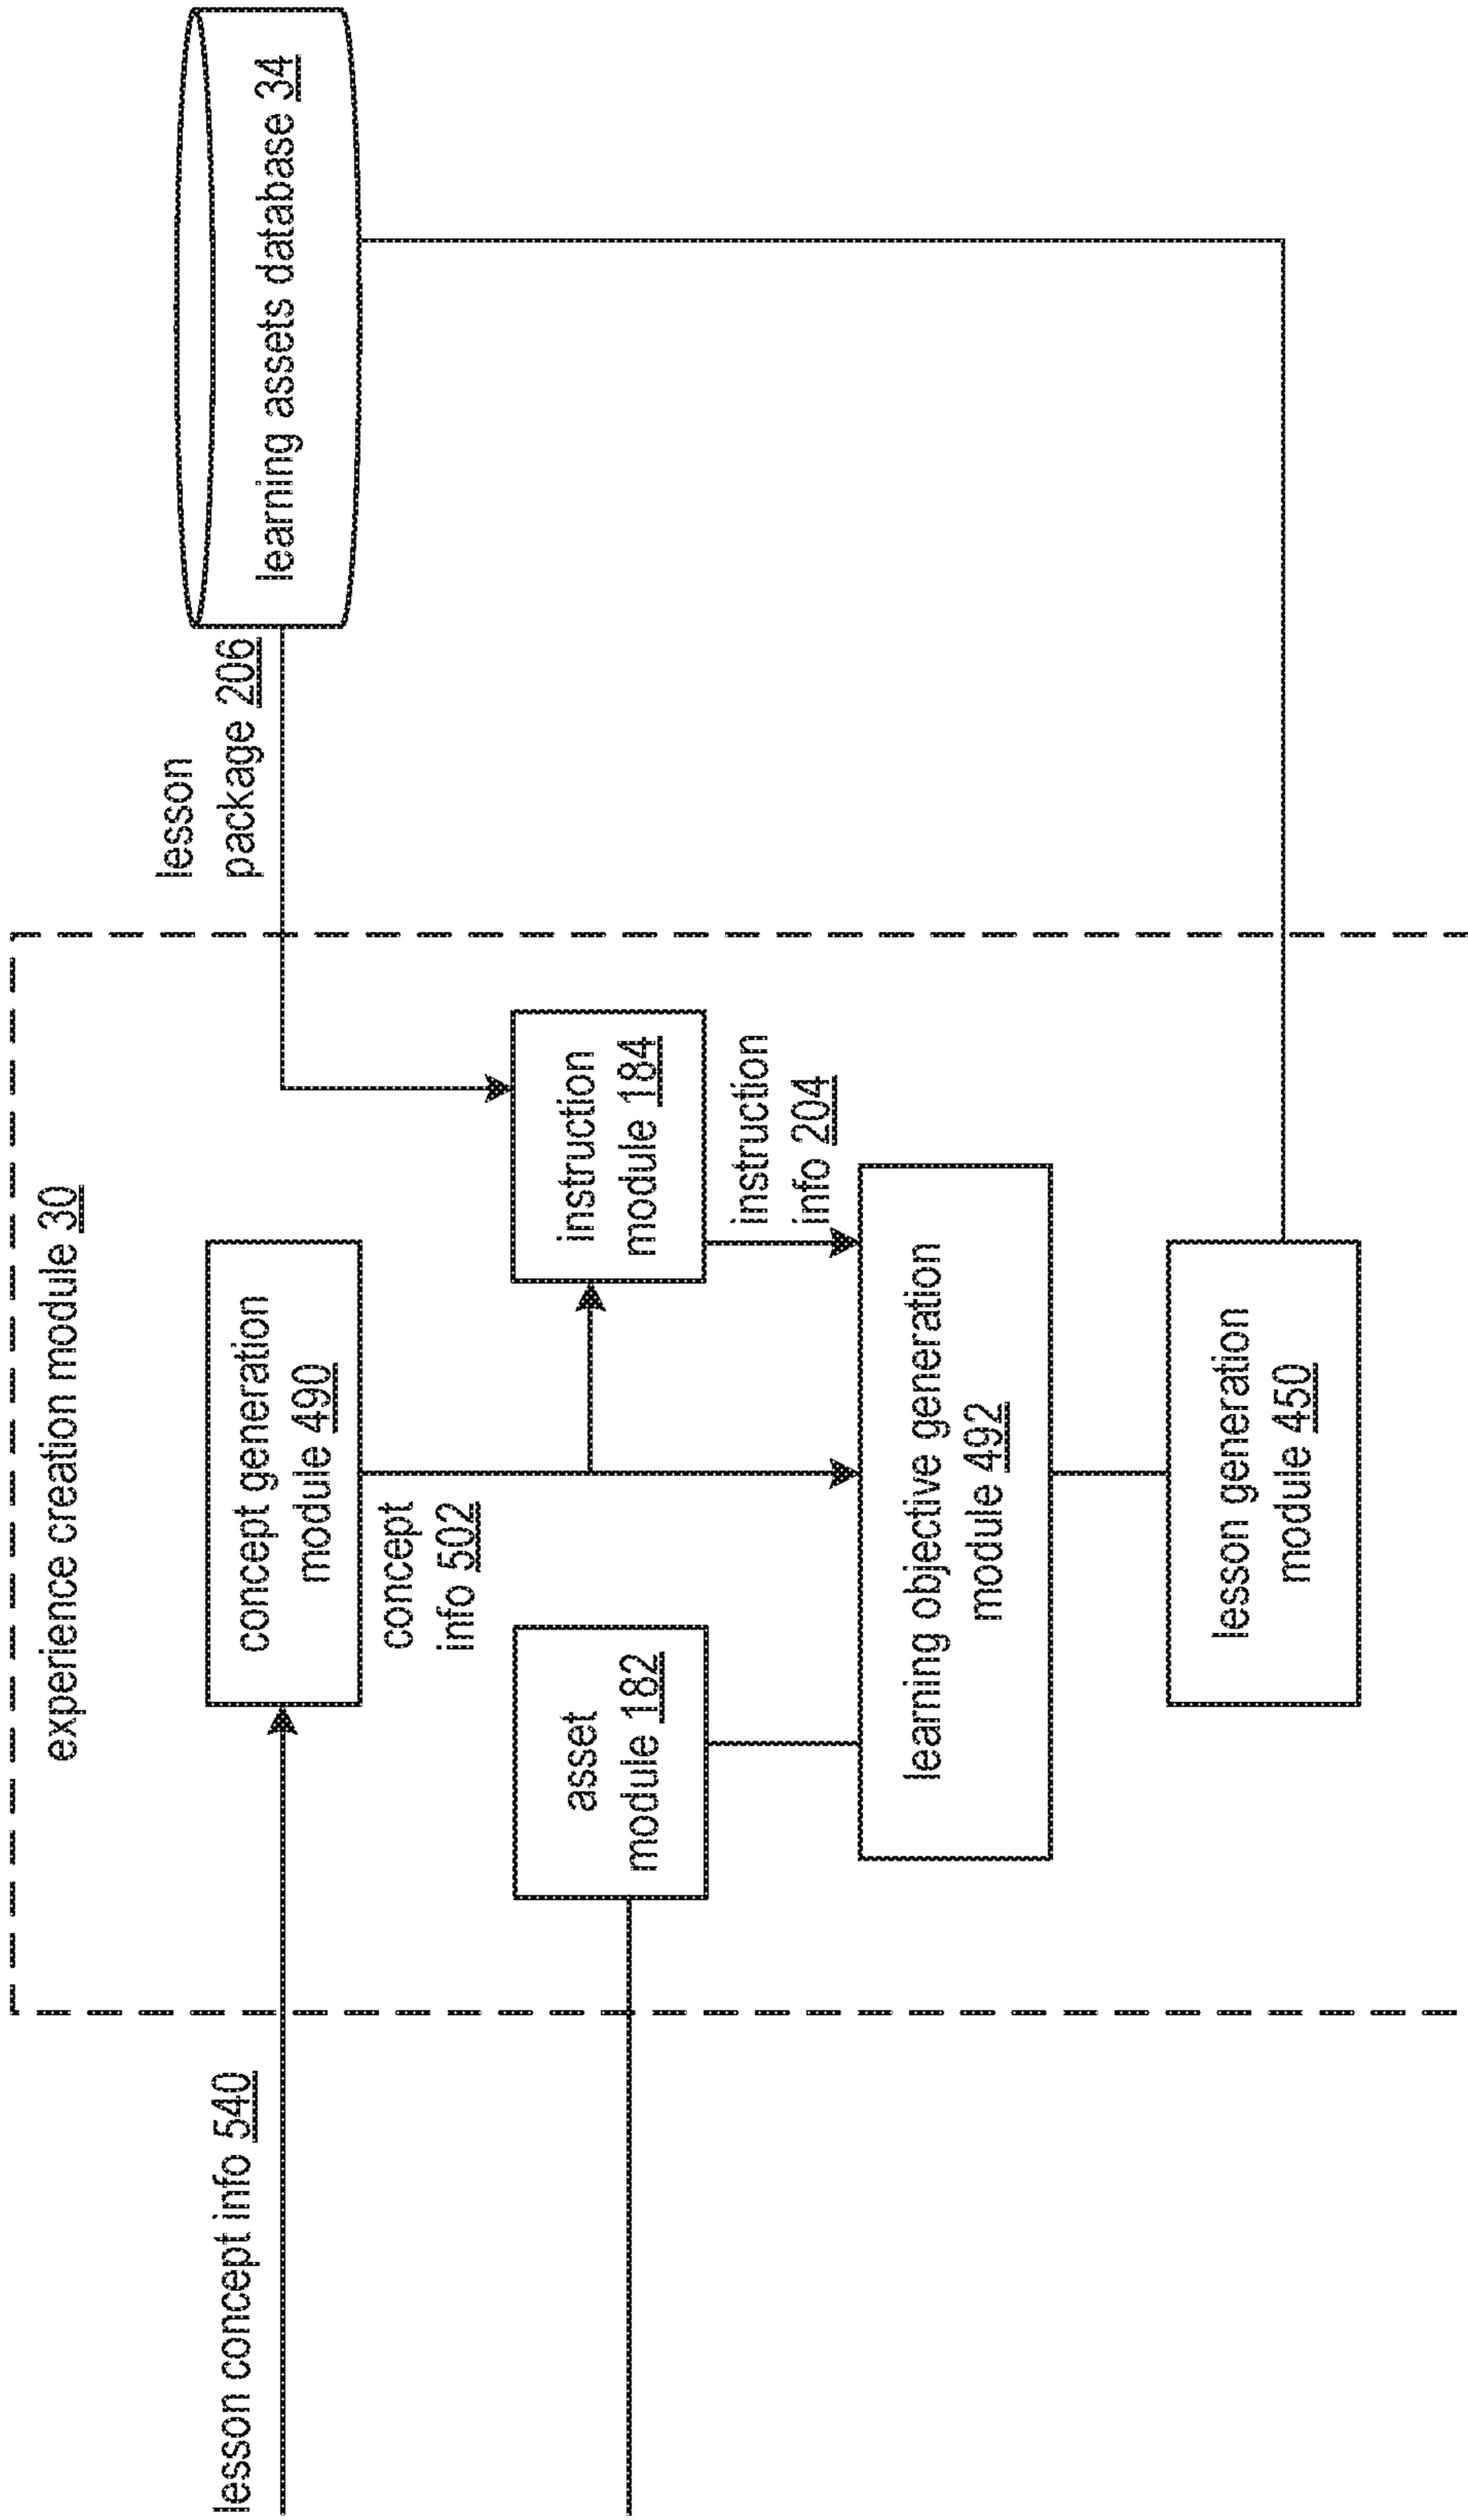 experience creation module 30
lesson concept info 540
concept generation
module 490
lesson
package 206
learning assets database 34
concept
info 502
asset
module 182
instruction
module 184
instruction
info 204
learning objective generation
module 492
lesson generation
module 450